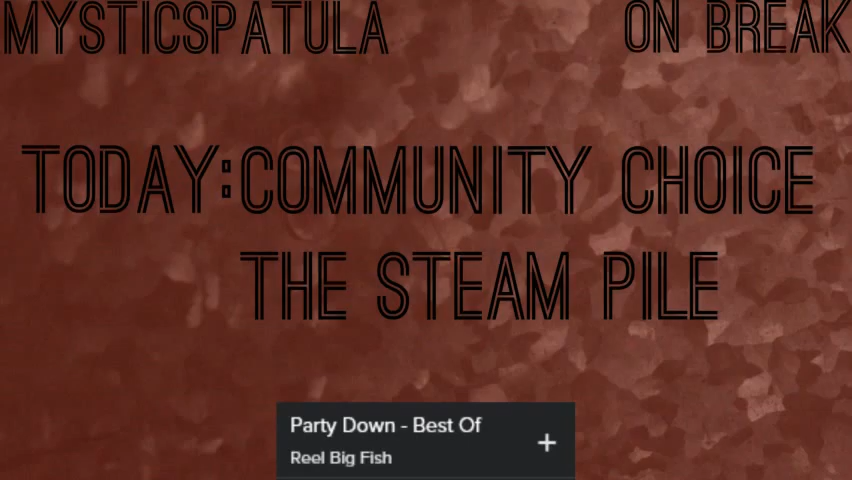 MYSTICSPATULA
ON BREAK
TODAY:COMMUNITY CHOICE
THE STEAM PILE
Party Down - Best Of
Reel Big Fish
+